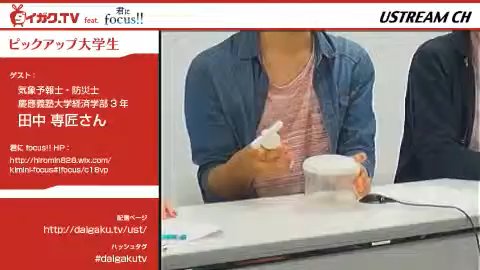 ダイガク.TV feat. 君に focus!!
USTREAM CH
ピックアップ大学生
ゲスト：
気象予報士・防災士
慶應義塾大学経済学部３年
田中 専匠さん
君に focus!! HP：
http://hiromin828.wix.com/
kimini-focus#!focus/c18vp
配信ページ
http://daigaku.tv/ust/
ハッシュタグ
#daigakutv